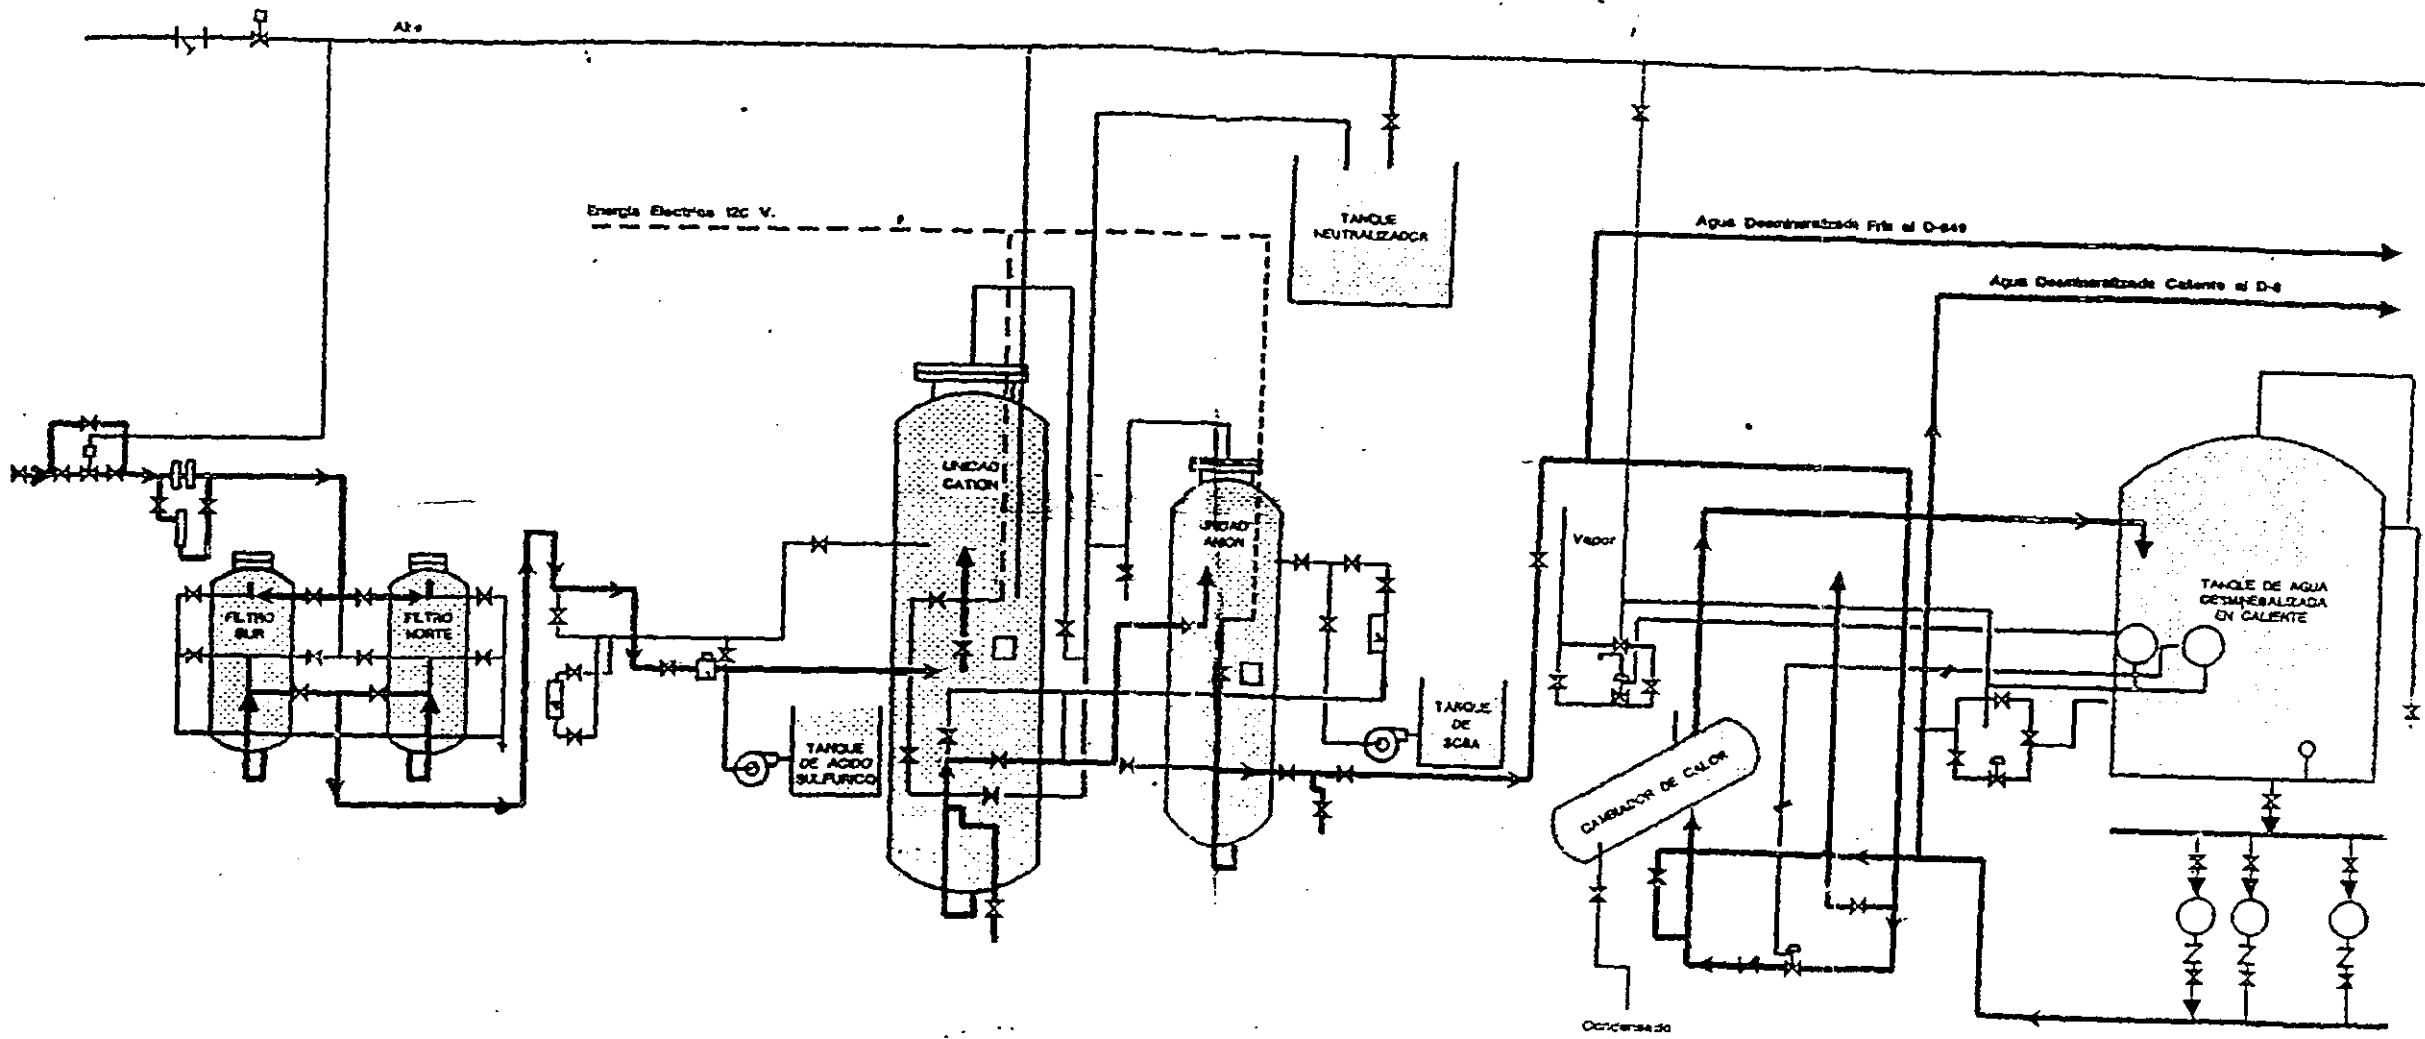 Aire
Energia Electrica 120 V.
TANQUE
NEUTRALIZADOR
Agua Desmineralizada Fria al D-649
Agua Desmineralizada Caliente al D-8
UNIDAD
CATION
UNIDAD
ANION
Vapor
TANQUE DE AGUA
DESMINERALIZADA
EN CALIENTE
FILTRO
SUR
FILTRO
NORTE
TANQUE
DE ACIDO
SULFURICO
TANQUE
DE
SOSA
CAMBIADOR DE CALOR
Condensado